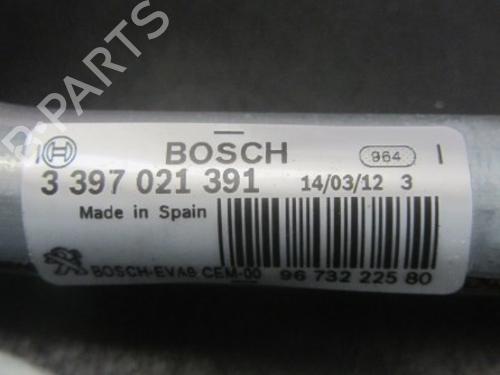 B-PARTS
BOSCH 964
3 397 021 391 14/03/12 3
Made in Spain
BOSCH-EVA8 CEM-00 96 732 225 80